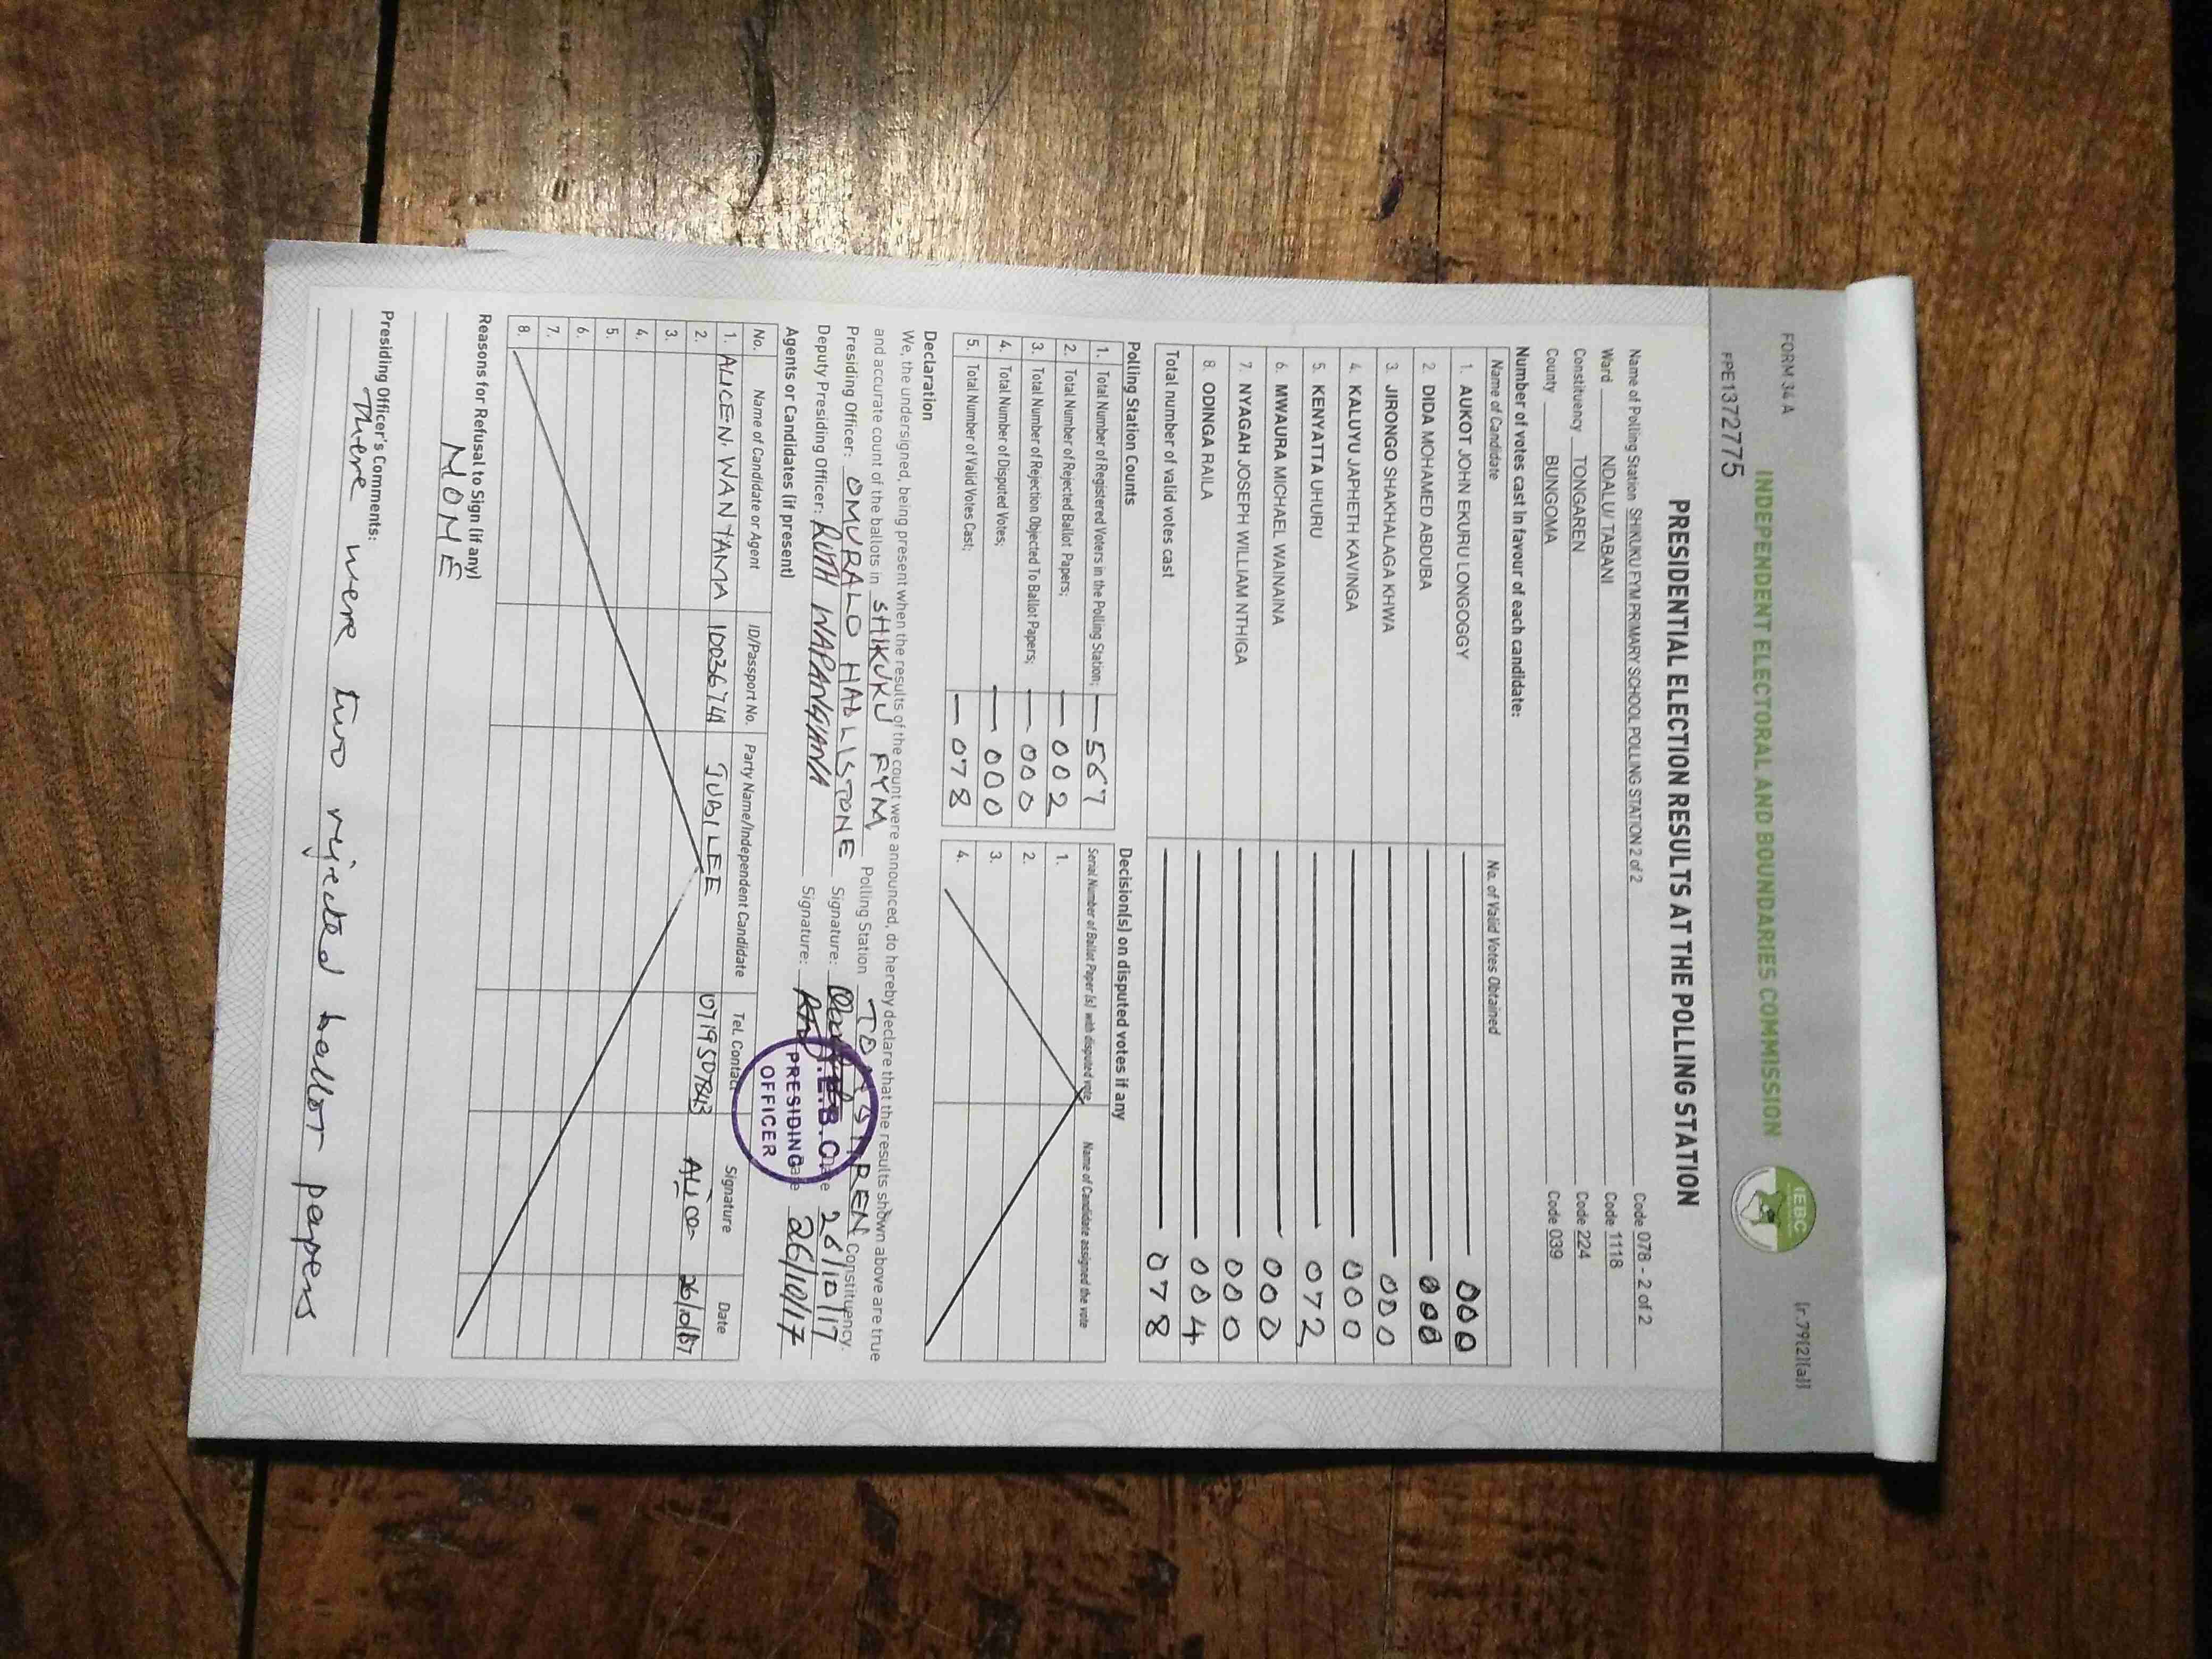 FORM 34 A
(r.79(2)(a))
INDEPENDENT ELECTORAL AND BOUNDARIES COMMISSION
IEBC
FPE1372775
PRESIDENTIAL ELECTION RESULTS AT THE POLLING STATION
Name of Polling Station SHIKUKU FYM PRIMARY SCHOOL POLLING STATION 2 of 2 Code 078 - 2 of 2
Ward NDALU/ TABANI Code 1118
Constituency TONGAREN Code 224
County BUNGOMA Code 039
Number of votes cast in favour of each candidate:
Name of Candidate No. of Valid Votes Obtained
1. AUKOT JOHN EKURU LONGOGGY 000
2. DIDA MOHAMED ABDUBA 000
3. JIRONGO SHAKHALAGA KHWA 000
4. KALUYU JAPHETH KAVINGA 000
5. KENYATTA UHURU 072
6. MWAURA MICHAEL WAINAINA 000
7. NYAGAH JOSEPH WILLIAM NTHIGA 000
8. ODINGA RAILA 004
Total number of valid votes cast 078
Polling Station Counts
1. Total Number of Registered Voters in the Polling Station; 567
2. Total Number of Rejected Ballot Papers; 002
3. Total Number of Rejection Objected To Ballot Papers; 000
4. Total Number of Disputed Votes; 000
5. Total Number of Valid Votes Cast; 078
Decision(s) on disputed votes if any
Serial Number of Ballot Paper (s) with disputed vote Name of Candidate assigned the vote
1.
2.
3.
4.
Declaration
We, the undersigned, being present when the results of the count were announced, do hereby declare that the results shown above are true
and accurate count of the ballots in SHIKUKU FYM Polling Station Constituency.
Presiding Officer: OMURALO HADLISTONE Signature: Date 26/10/17
Deputy Presiding Officer: RUTH WAPANGWANA Signature: Date 26/10/17
I.E.B.C
PRESIDING
OFFICER
Agents or Candidates (if present)
No. Name of Candidate or Agent ID/Passport No. Party Name/Independent Candidate Tel. Contact Signature Date
1. ALICE N. WANTAMA JUBILEE 0719507843 Alice 26/10/17
2.
3.
4.
5.
6.
7.
8.
Reasons for Refusal to Sign (if any)
NONE
Presiding Officer's Comments:
There were two rejected ballot papers